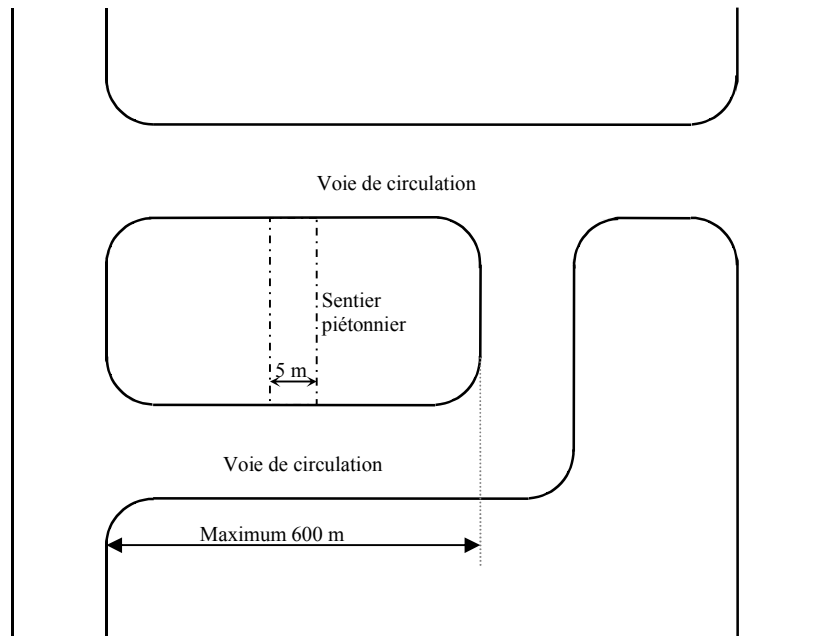 Voie de circulation
Sentier
piétonnier
5 m
Voie de circulation
Maximum 600 m